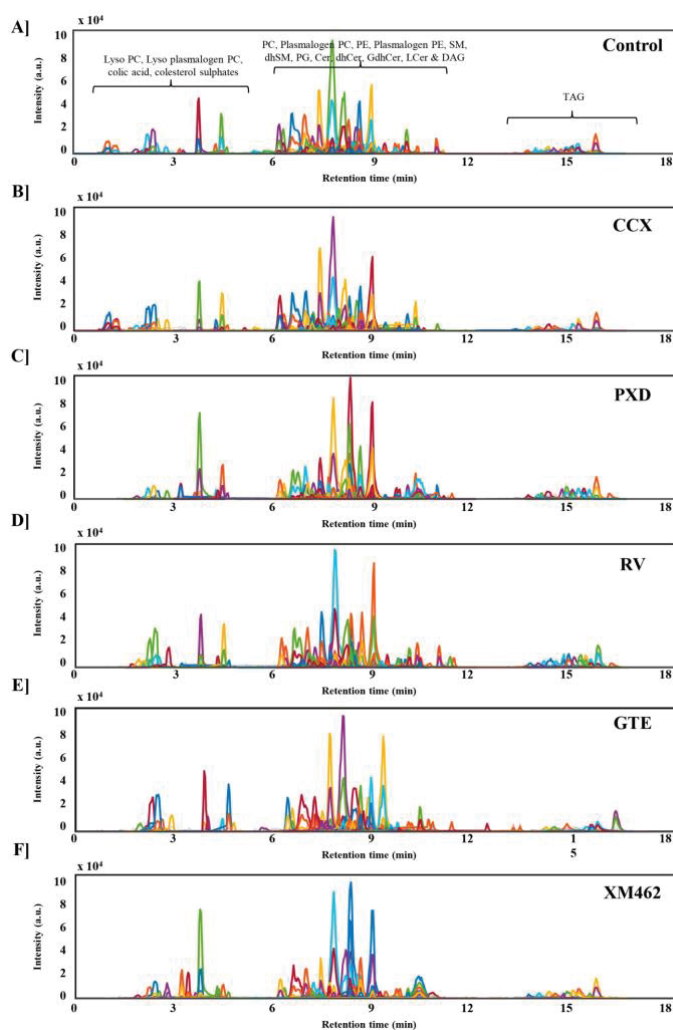 A]
x 10⁴
Control
Lyso PC, Lyso plasmalogen PC,
colic acid, colesterol sulphates
PC, Plasmalogen PC, PE, Plasmalogen PE, SM,
dhSM, PG, Cer, dhCer, GdhCer, LCer & DAG
TAG
Intensity (a.u.)
10
8
6
4
2
0
0 3 6 9 12 15 18
Retention time (min)
B]
x 10⁴
CCX
Intensity (a.u.)
10
8
6
4
2
0
0 3 6 9 12 15 18
Retention time (min)
C]
x 10⁴
PXD
Intensity (a.u.)
10
8
6
4
2
0
0 3 6 9 12 15 18
Retention time (min)
D]
x 10⁴
RV
Intensity (a.u.)
10
8
6
4
2
0
0 3 6 9 12 15 18
Retention time (min)
E]
x 10⁴
GTE
Intensity (a.u.)
10
8
6
4
2
0
0 3 6 9 12 5 18
Retention time (min)
F]
x 10⁴
XM462
Intensity (a.u.)
10
8
6
4
2
0
0 3 6 9 12 15 18
Retention time (min)